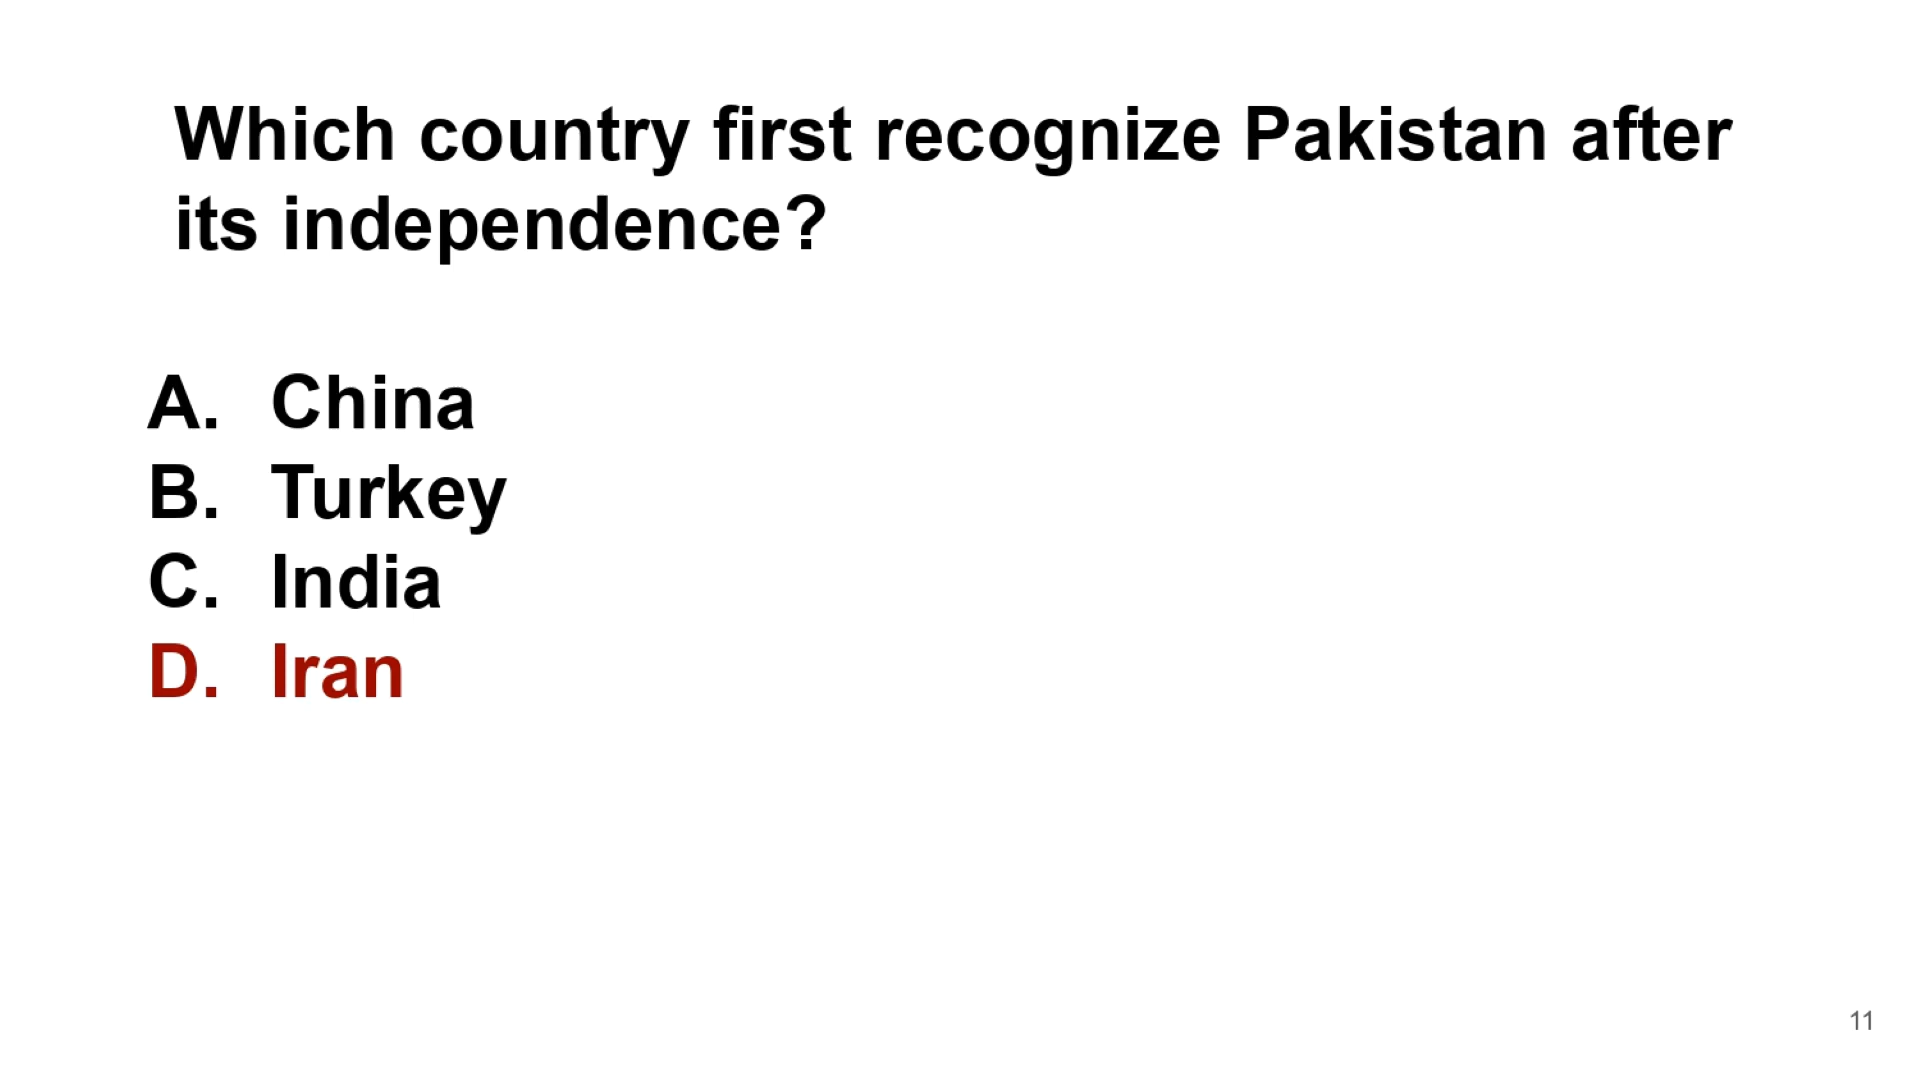 Which country first recognize Pakistan after
its independence?
A. China
B. Turkey
C. India
D. Iran
11